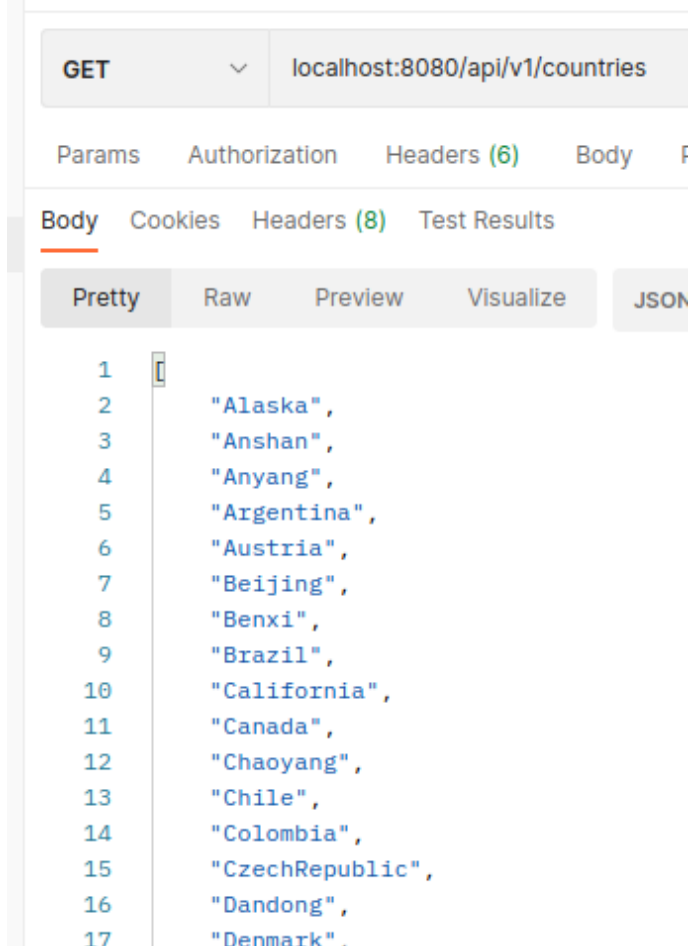 GET localhost:8080/api/v1/countries
Params Authorization Headers (6) Body
Body Cookies Headers (8) Test Results
Pretty Raw Preview Visualize JSON
1 [
2 "Alaska",
3 "Anshan",
4 "Anyang",
5 "Argentina",
6 "Austria",
7 "Beijing",
8 "Benxi",
9 "Brazil",
10 "California",
11 "Canada",
12 "Chaoyang",
13 "Chile",
14 "Colombia",
15 "CzechRepublic",
16 "Dandong",
17 "Denmark",